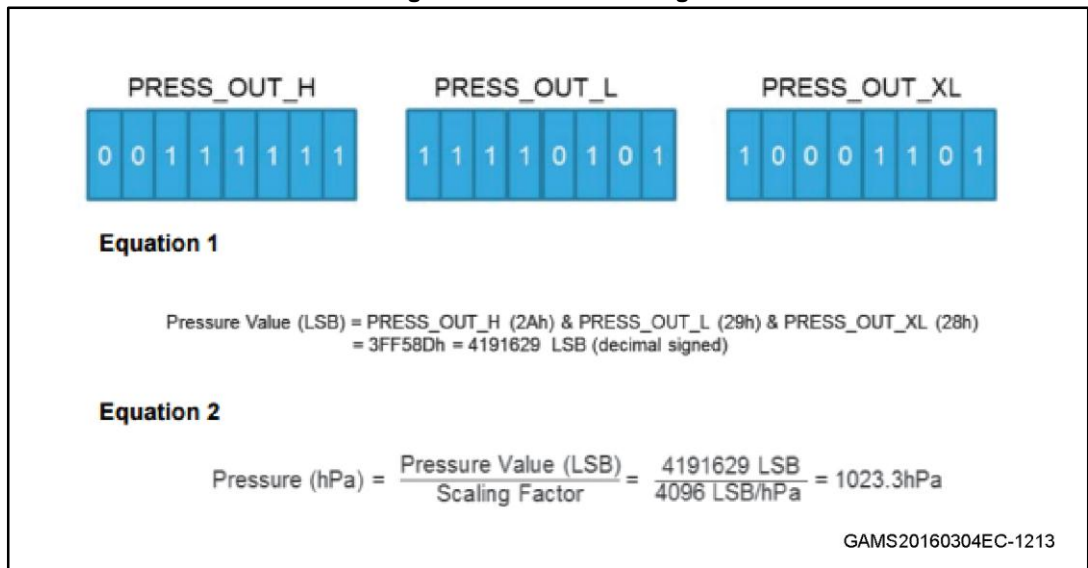 PRESS_OUT_H PRESS_OUT_L PRESS_OUT_XL
0 0 1 1 1 1 1 1 1 1 1 1 0 1 0 1 1 0 0 0 1 1 0 1
Equation 1
Pressure Value (LSB) = PRESS_OUT_H (2Ah) & PRESS_OUT_L (29h) & PRESS_OUT_XL (28h)
= 3FF58Dh = 4191629 LSB (decimal signed)
Equation 2
Pressure (hPa) = Pressure Value (LSB) / Scaling Factor = 4191629 LSB / 4096 LSB/hPa = 1023.3hPa
GAMS20160304EC-1213